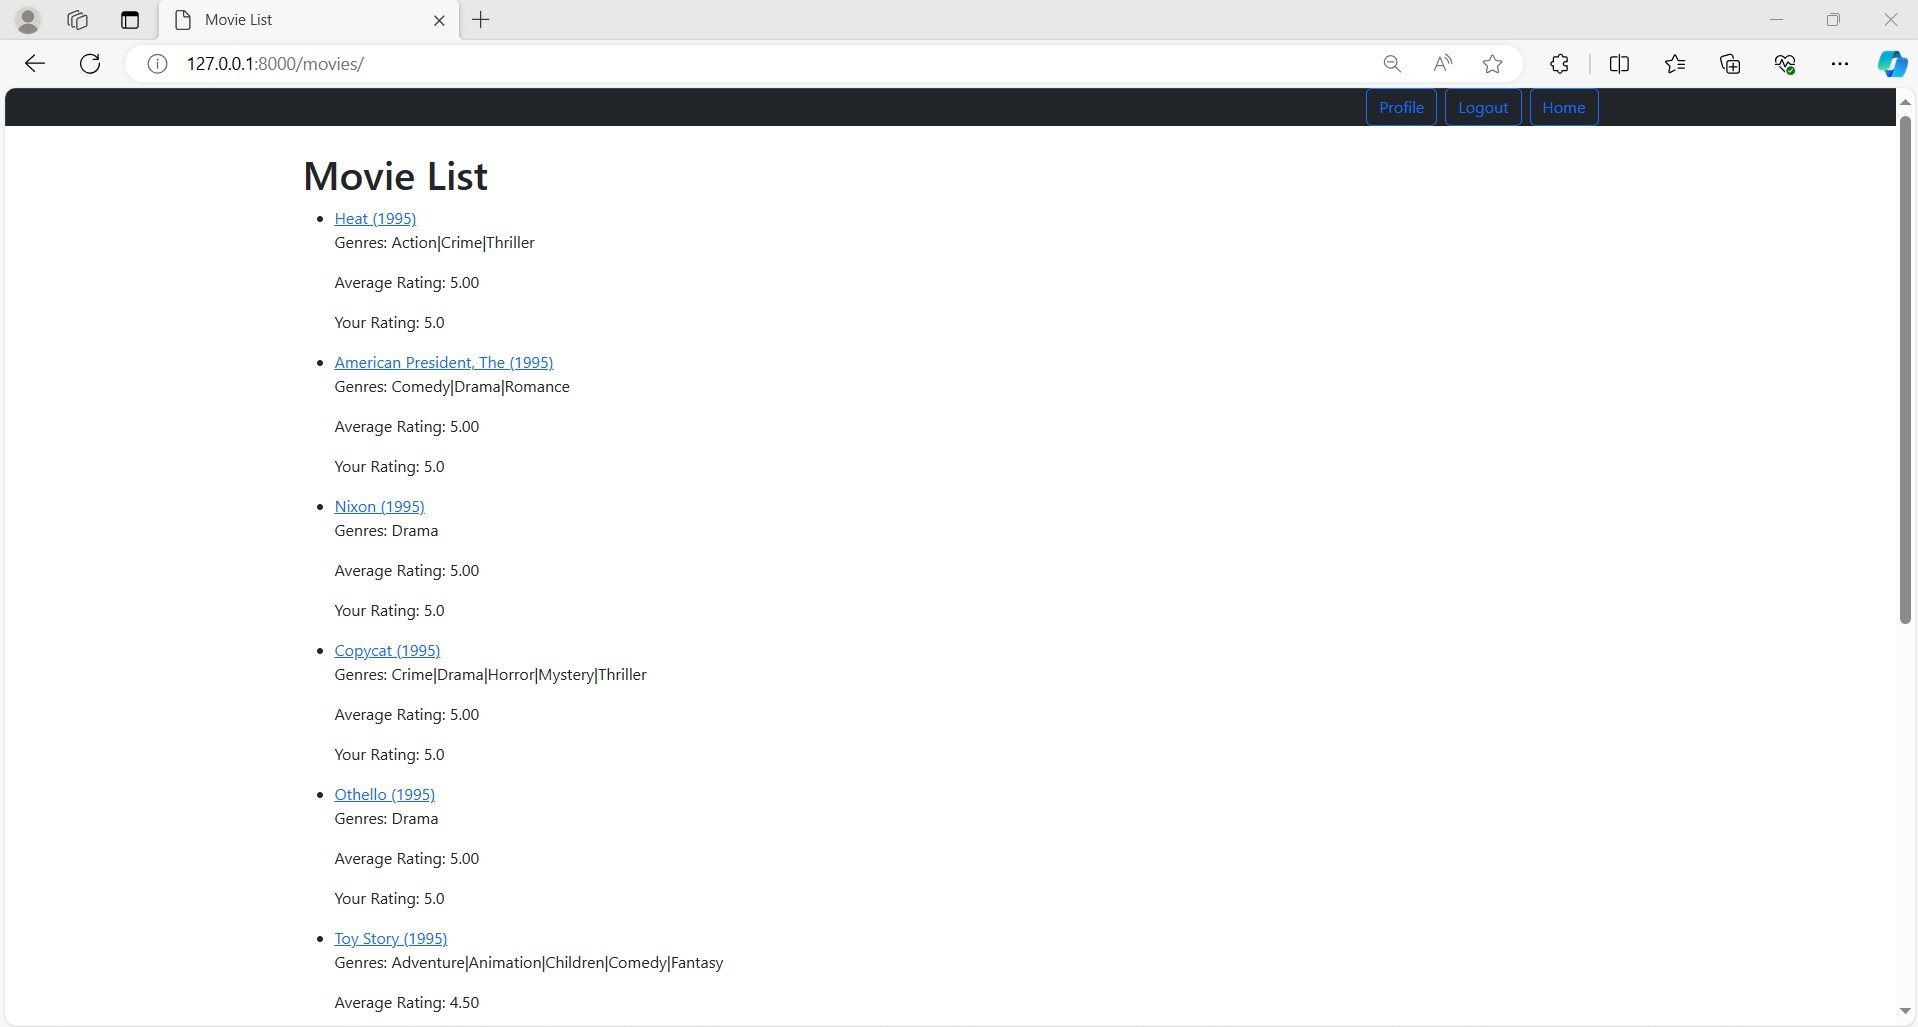 Movie List
127.0.0.1:8000/movies/
Profile Logout Home
Movie List
Heat (1995)
Genres: Action|Crime|Thriller
Average Rating: 5.00
Your Rating: 5.0
American President, The (1995)
Genres: Comedy|Drama|Romance
Average Rating: 5.00
Your Rating: 5.0
Nixon (1995)
Genres: Drama
Average Rating: 5.00
Your Rating: 5.0
Copycat (1995)
Genres: Crime|Drama|Horror|Mystery|Thriller
Average Rating: 5.00
Your Rating: 5.0
Othello (1995)
Genres: Drama
Average Rating: 5.00
Your Rating: 5.0
Toy Story (1995)
Genres: Adventure|Animation|Children|Comedy|Fantasy
Average Rating: 4.50